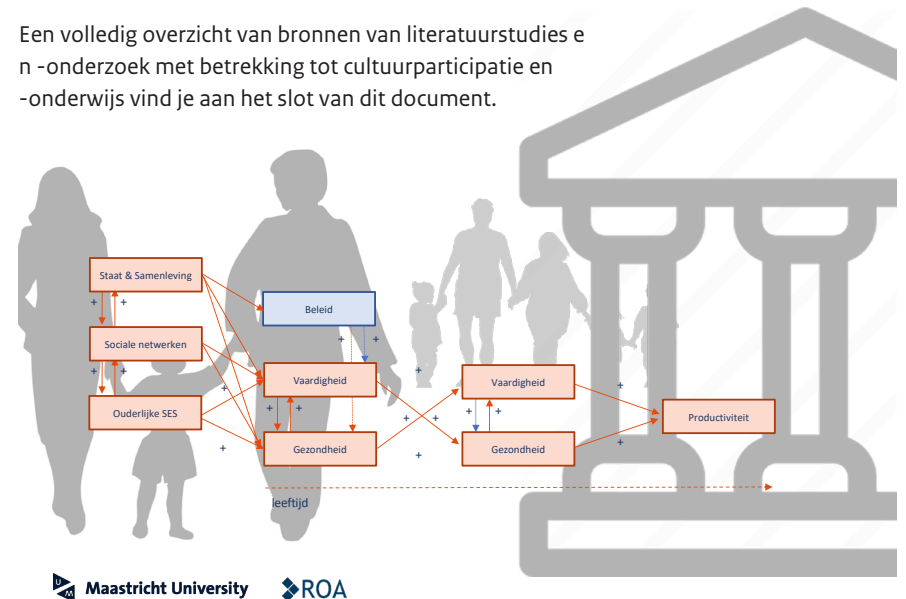 Een volledig overzicht van bronnen van literatuurstudies e
n -onderzoek met betrekking tot cultuurparticipatie en
-onderwijs vind je aan het slot van dit document.
Staat & Samenleving
+ +
Beleid
Sociale netwerken
+ +
+ +
Vaardigheid
+
Vaardigheid
+
+
Ouderlijke SES
+ +
+ +
+ +
Productiviteit
+
Gezondheid
+
Gezondheid
+
leeftijd
UM Maastricht University
ROA